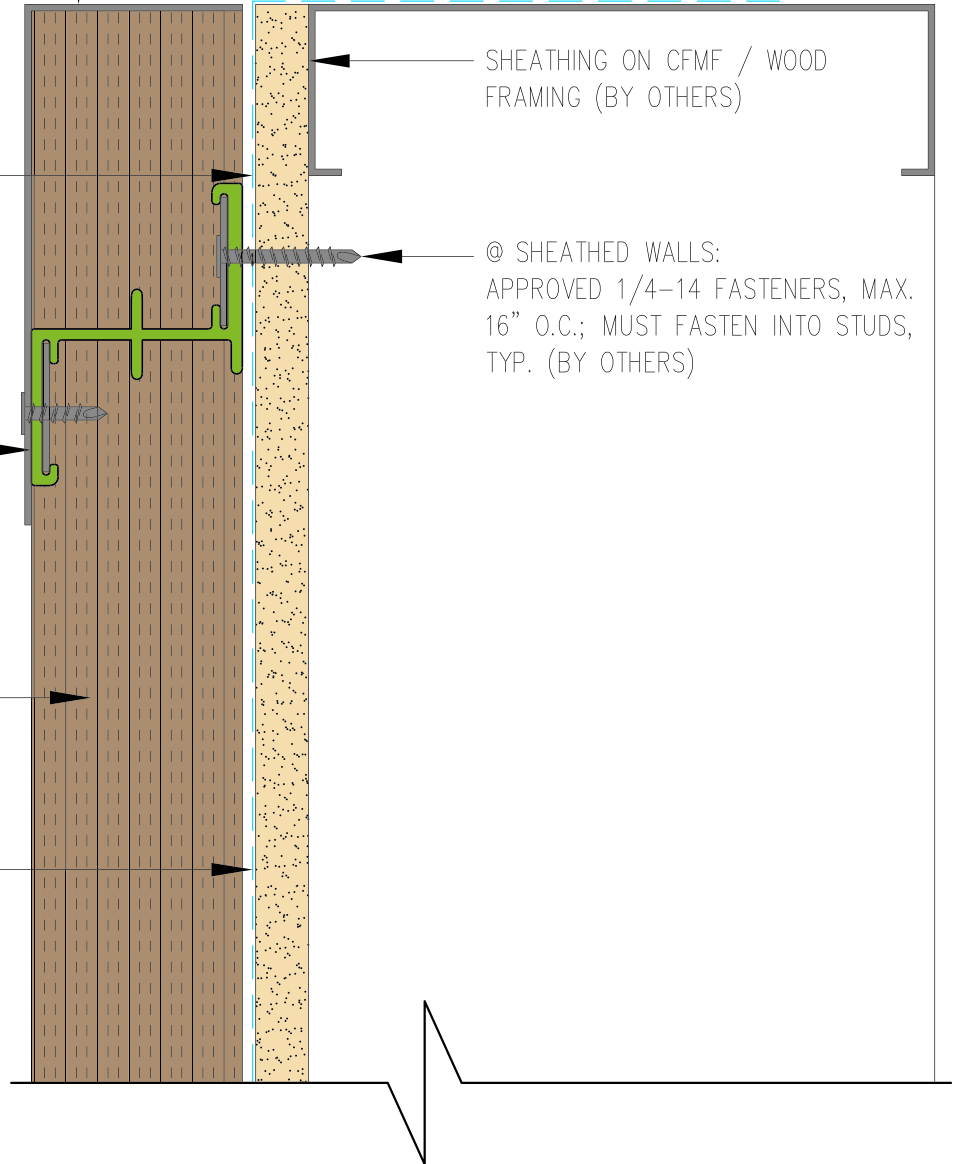 SHEATHING ON CFMF / WOOD
FRAMING (BY OTHERS)
@ SHEATHED WALLS:
APPROVED 1/4-14 FASTENERS, MAX.
16" O.C.; MUST FASTEN INTO STUDS,
TYP. (BY OTHERS)